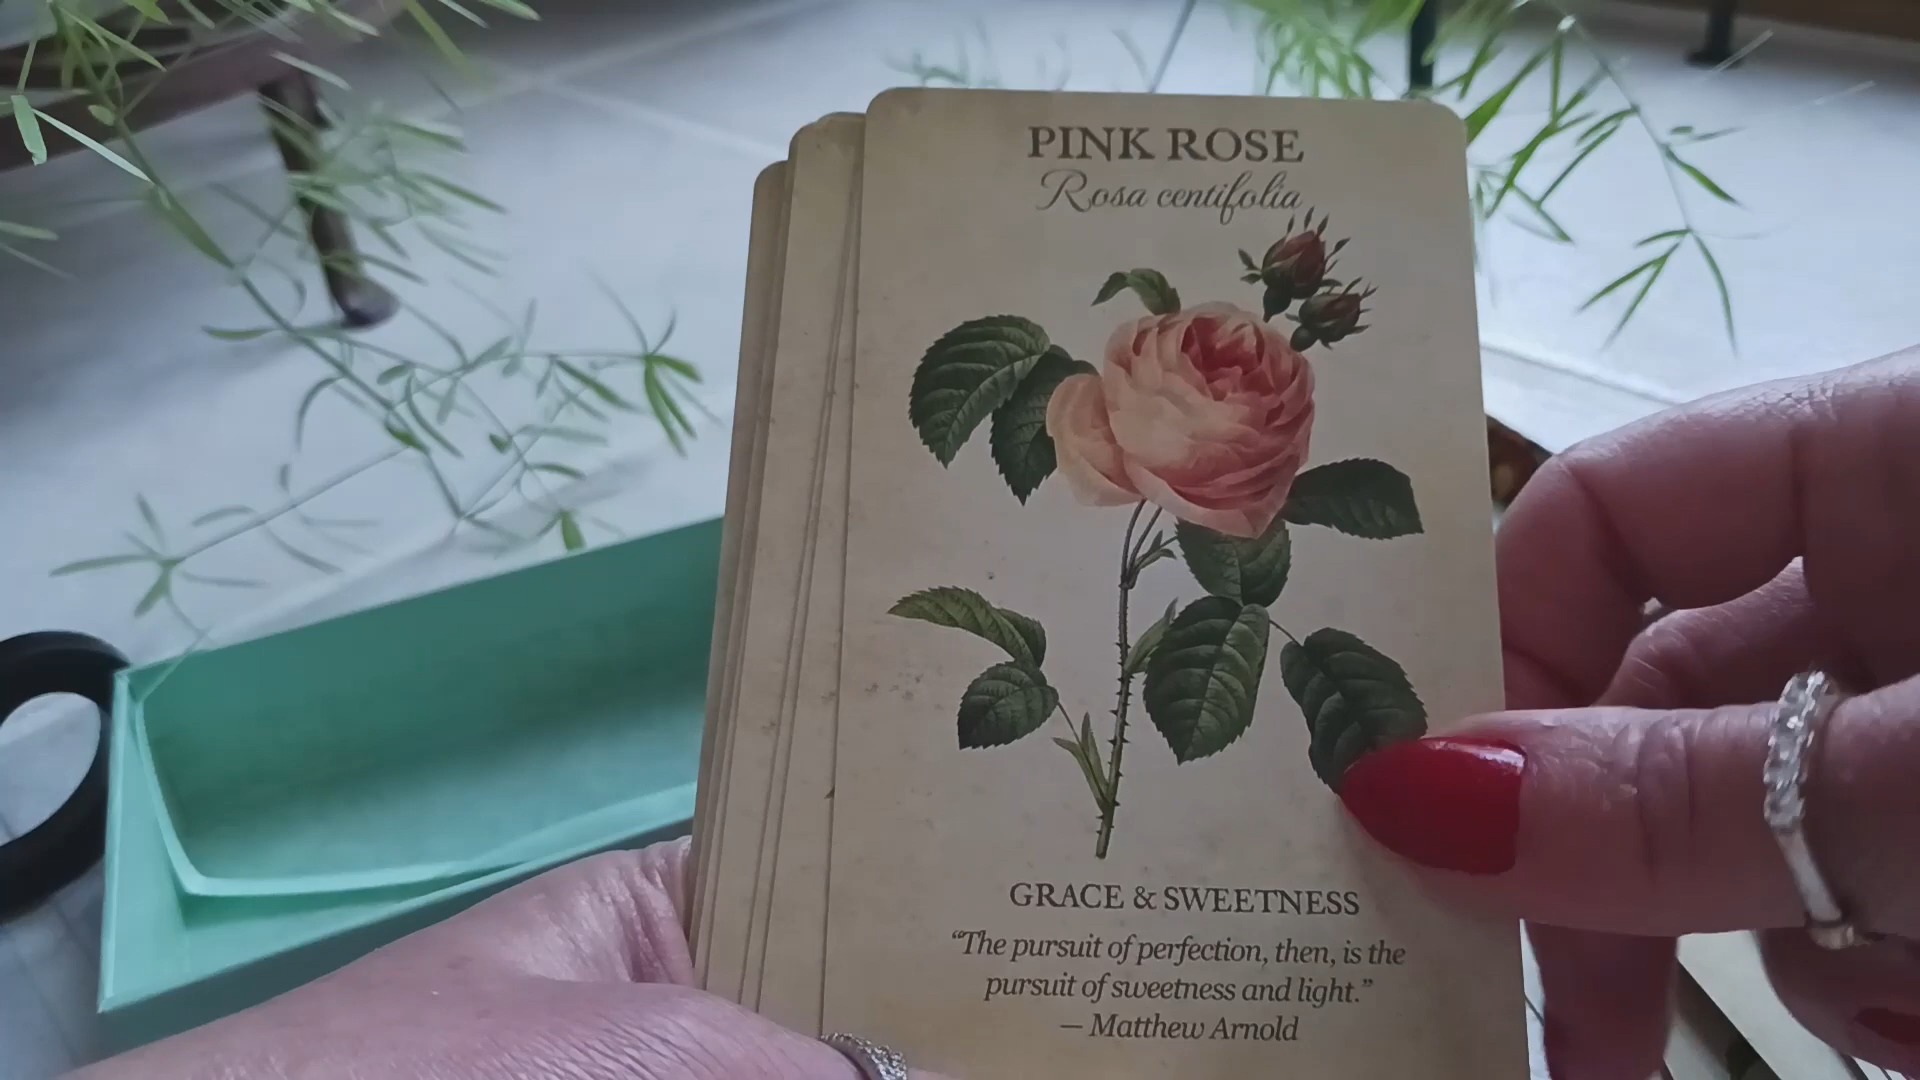 PINK ROSE
Rosa centifolia
GRACE & SWEETNESS
“The pursuit of perfection, then, is the
pursuit of sweetness and light.”
— Matthew Arnold